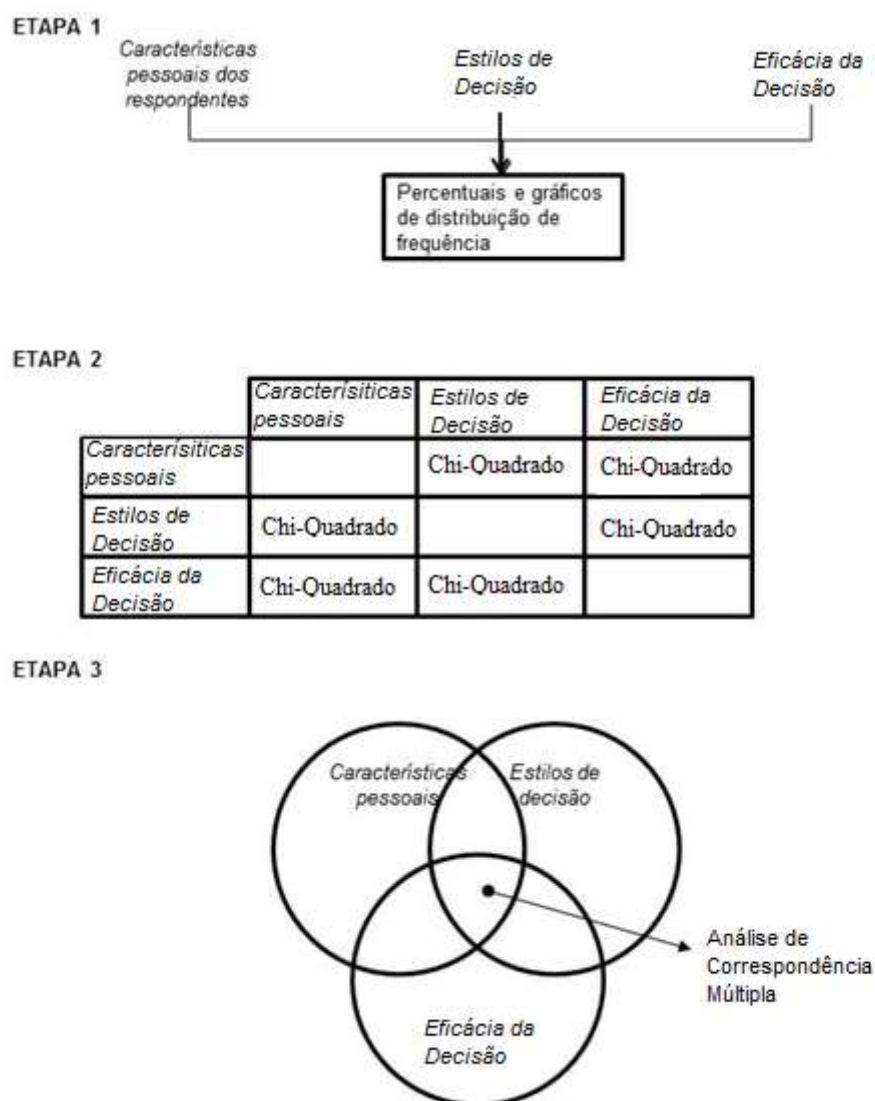 ETAPA 1
Características
pessoais dos
respondentes
Estilos de
Decisão
Eficácia da
Decisão
Percentuais e gráficos
de distribuição de
frequência
ETAPA 2
Caracterísiticas
pessoais
Estilos de
Decisão
Eficácia da
Decisão
Caracterísiticas
pessoais
Chi-Quadrado
Chi-Quadrado
Estilos de
Decisão
Chi-Quadrado
Chi-Quadrado
Eficácia da
Decisão
Chi-Quadrado
Chi-Quadrado
ETAPA 3
Características
pessoais
Estilos de
decisão
Análise de
Correspondência
Múltipla
Eficácia da
Decisão